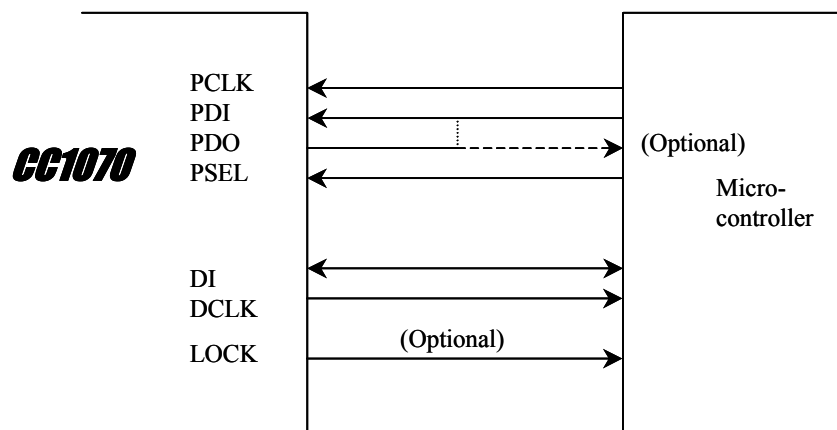 PCLK
PDI
PDO
(Optional)
CC1070
PSEL
Micro-
controller
DI
DCLK
(Optional)
LOCK